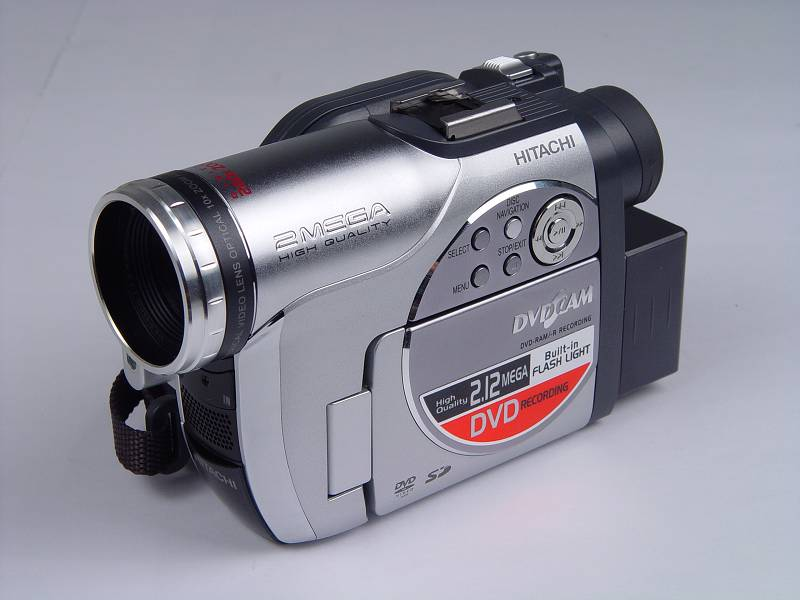 HITACHI
2MEGA
HIGH QUALITY
VIDEO LENS OPTICAL 10x ZOOM
DISC
NAVIGATION
SELECT
STOP/EXIT
MENU
DVDCAM
DVD-RAM/-R RECORDING
Built-in
FLASH LIGHT
High
Quality
2.12 MEGA
DVD RECORDING
HITACHI
DVD
SD